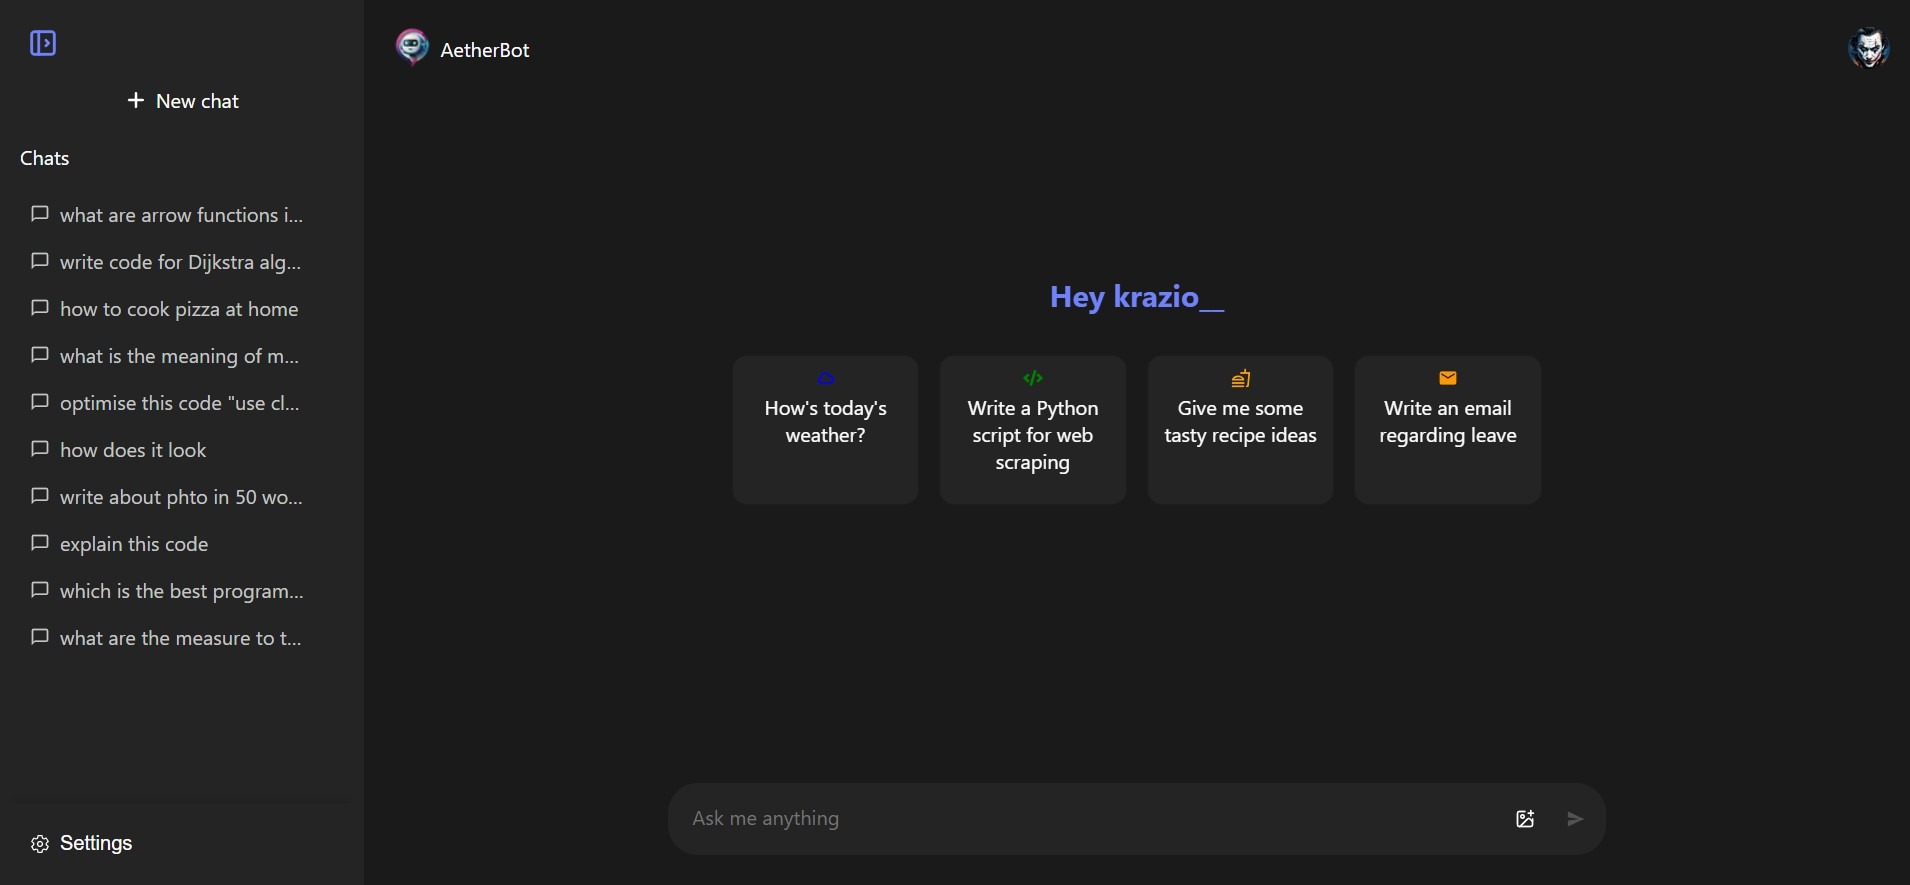 AetherBot
New chat
Chats
what are arrow functions i...
write code for Dijkstra alg...
how to cook pizza at home
what is the meaning of m...
optimise this code "use cl...
how does it look
write about phto in 50 wo...
explain this code
which is the best program...
what are the measure to t...
Settings
Hey krazio__
How's today's
weather?
Write a Python
script for web
scraping
Give me some
tasty recipe ideas
Write an email
regarding leave
Ask me anything